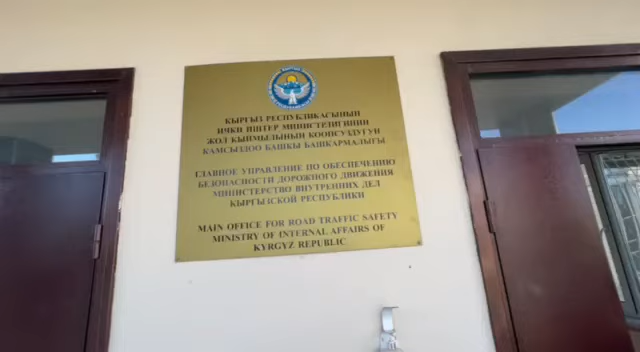 КЫРГЫЗ РЕСПУБЛИКАСЫНЫН
ИЧКИ ИШТЕР МИНИСТРЛИГИНИН
ЖОЛ КЫЙМЫЛЫНЫН КООПСУЗДУГУН
КАМСЫЗДОО БАШКЫ БАШКАРМАЛЫГЫ
ГЛАВНОЕ УПРАВЛЕНИЕ ПО ОБЕСПЕЧЕНИЮ
БЕЗОПАСНОСТИ ДОРОЖНОГО ДВИЖЕНИЯ
МИНИСТЕРСТВО ВНУТРЕННИХ ДЕЛ
КЫРГЫЗСКОЙ РЕСПУБЛИКИ
MAIN OFFICE FOR ROAD TRAFFIC SAFETY
MINISTRY OF INTERNAL AFFAIRS OF
KYRGYZ REPUBLIC